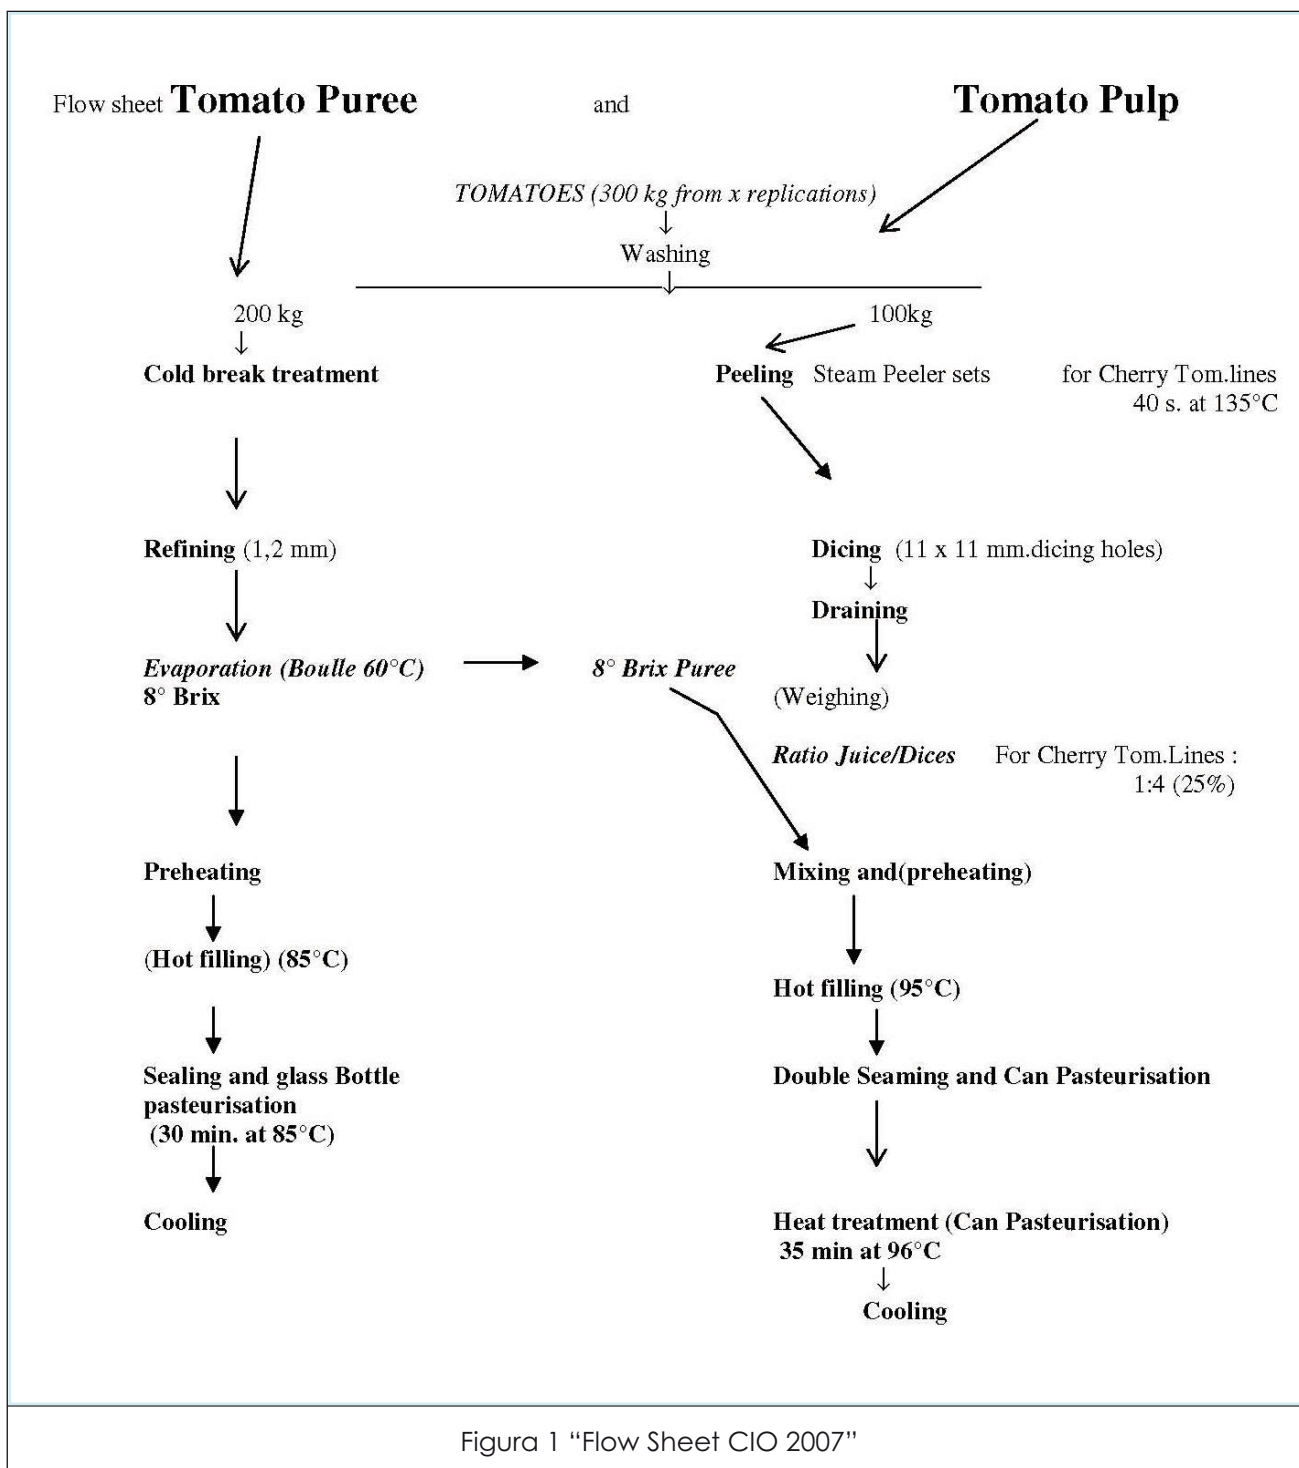 Flow sheet Tomato Puree and Tomato Pulp
TOMATOES (300 kg from x replications)
Washing
200 kg 100kg
Cold break treatment Peeling Steam Peeler sets for Cherry Tom.lines
40 s. at 135°C
Refining (1,2 mm) Dicing (11 x 11 mm.dicing holes)
Draining
Evaporation (Boulle 60°C) 8° Brix Puree
8° Brix (Weighing)
Ratio Juice/Dices For Cherry Tom.Lines :
1:4 (25%)
Preheating Mixing and(preheating)
(Hot filling) (85°C)
Hot filling (95°C)
Sealing and glass Bottle Double Seaming and Can Pasteurisation
pasteurisation
(30 min. at 85°C)
Cooling Heat treatment (Can Pasteurisation)
35 min at 96°C
Cooling
Figura 1 “Flow Sheet CIO 2007”